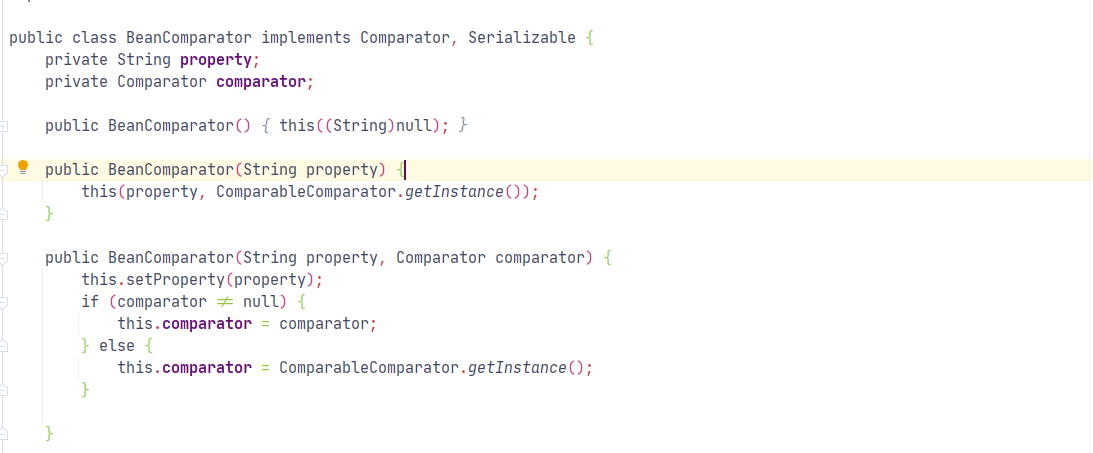 public class BeanComparator implements Comparator, Serializable {
    private String property;
    private Comparator comparator;
    public BeanComparator() { this((String)null); }
    public BeanComparator(String property) {
        this(property, ComparableComparator.getInstance());
    }
    public BeanComparator(String property, Comparator comparator) {
        this.setProperty(property);
        if (comparator ≠ null) {
            this.comparator = comparator;
        } else {
            this.comparator = ComparableComparator.getInstance();
        }
    }